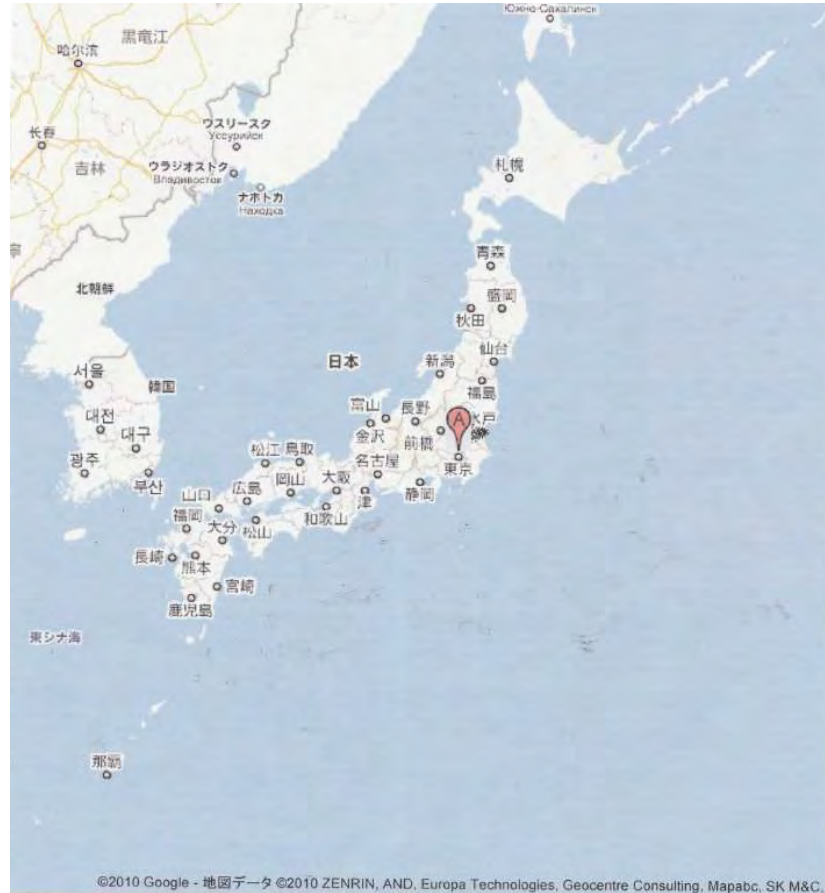 Южно-Сахалинск
黒竜江
哈尔滨
ウスリースク
Уссурийск
长春
吉林
ウラジオストク
Владивосток
ナホトカ
Находка
札幌
北朝鮮
青森
盛岡
秋田
仙台
日本
新潟
福島
서울
韓国
대전
대구
광주
부산
富山
長野
A
水戸
金沢
前橋
東京
松江
鳥取
名古屋
静岡
山口
広島
岡山
大阪
津
福岡
大分
松山
和歌山
長崎
熊本
宮崎
鹿児島
東シナ海
那覇
©2010 Google - 地図データ ©2010 ZENRIN, AND, Europa Technologies, Geocentre Consulting, Mapabc, SK M&C